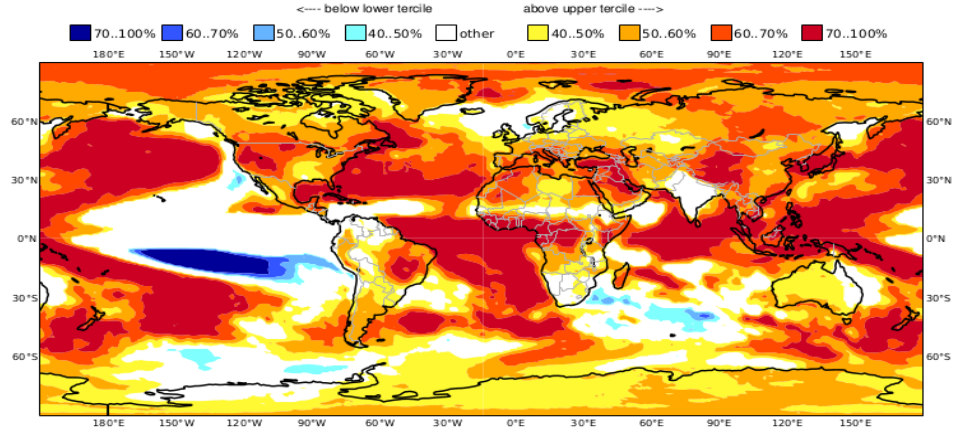 <---- below lower tercile above upper tercile ---->
70..100% 60..70% 50..60% 40..50% other 40..50% 50..60% 60..70% 70..100%
180°E 150°W 120°W 90°W 60°W 30°W 0°E 30°E 60°E 90°E 120°E 150°E
60°N 60°N
30°N 30°N
0°N 0°N
30°S 30°S
60°S 60°S
180°E 150°W 120°W 90°W 60°W 30°W 0°E 30°E 60°E 90°E 120°E 150°E